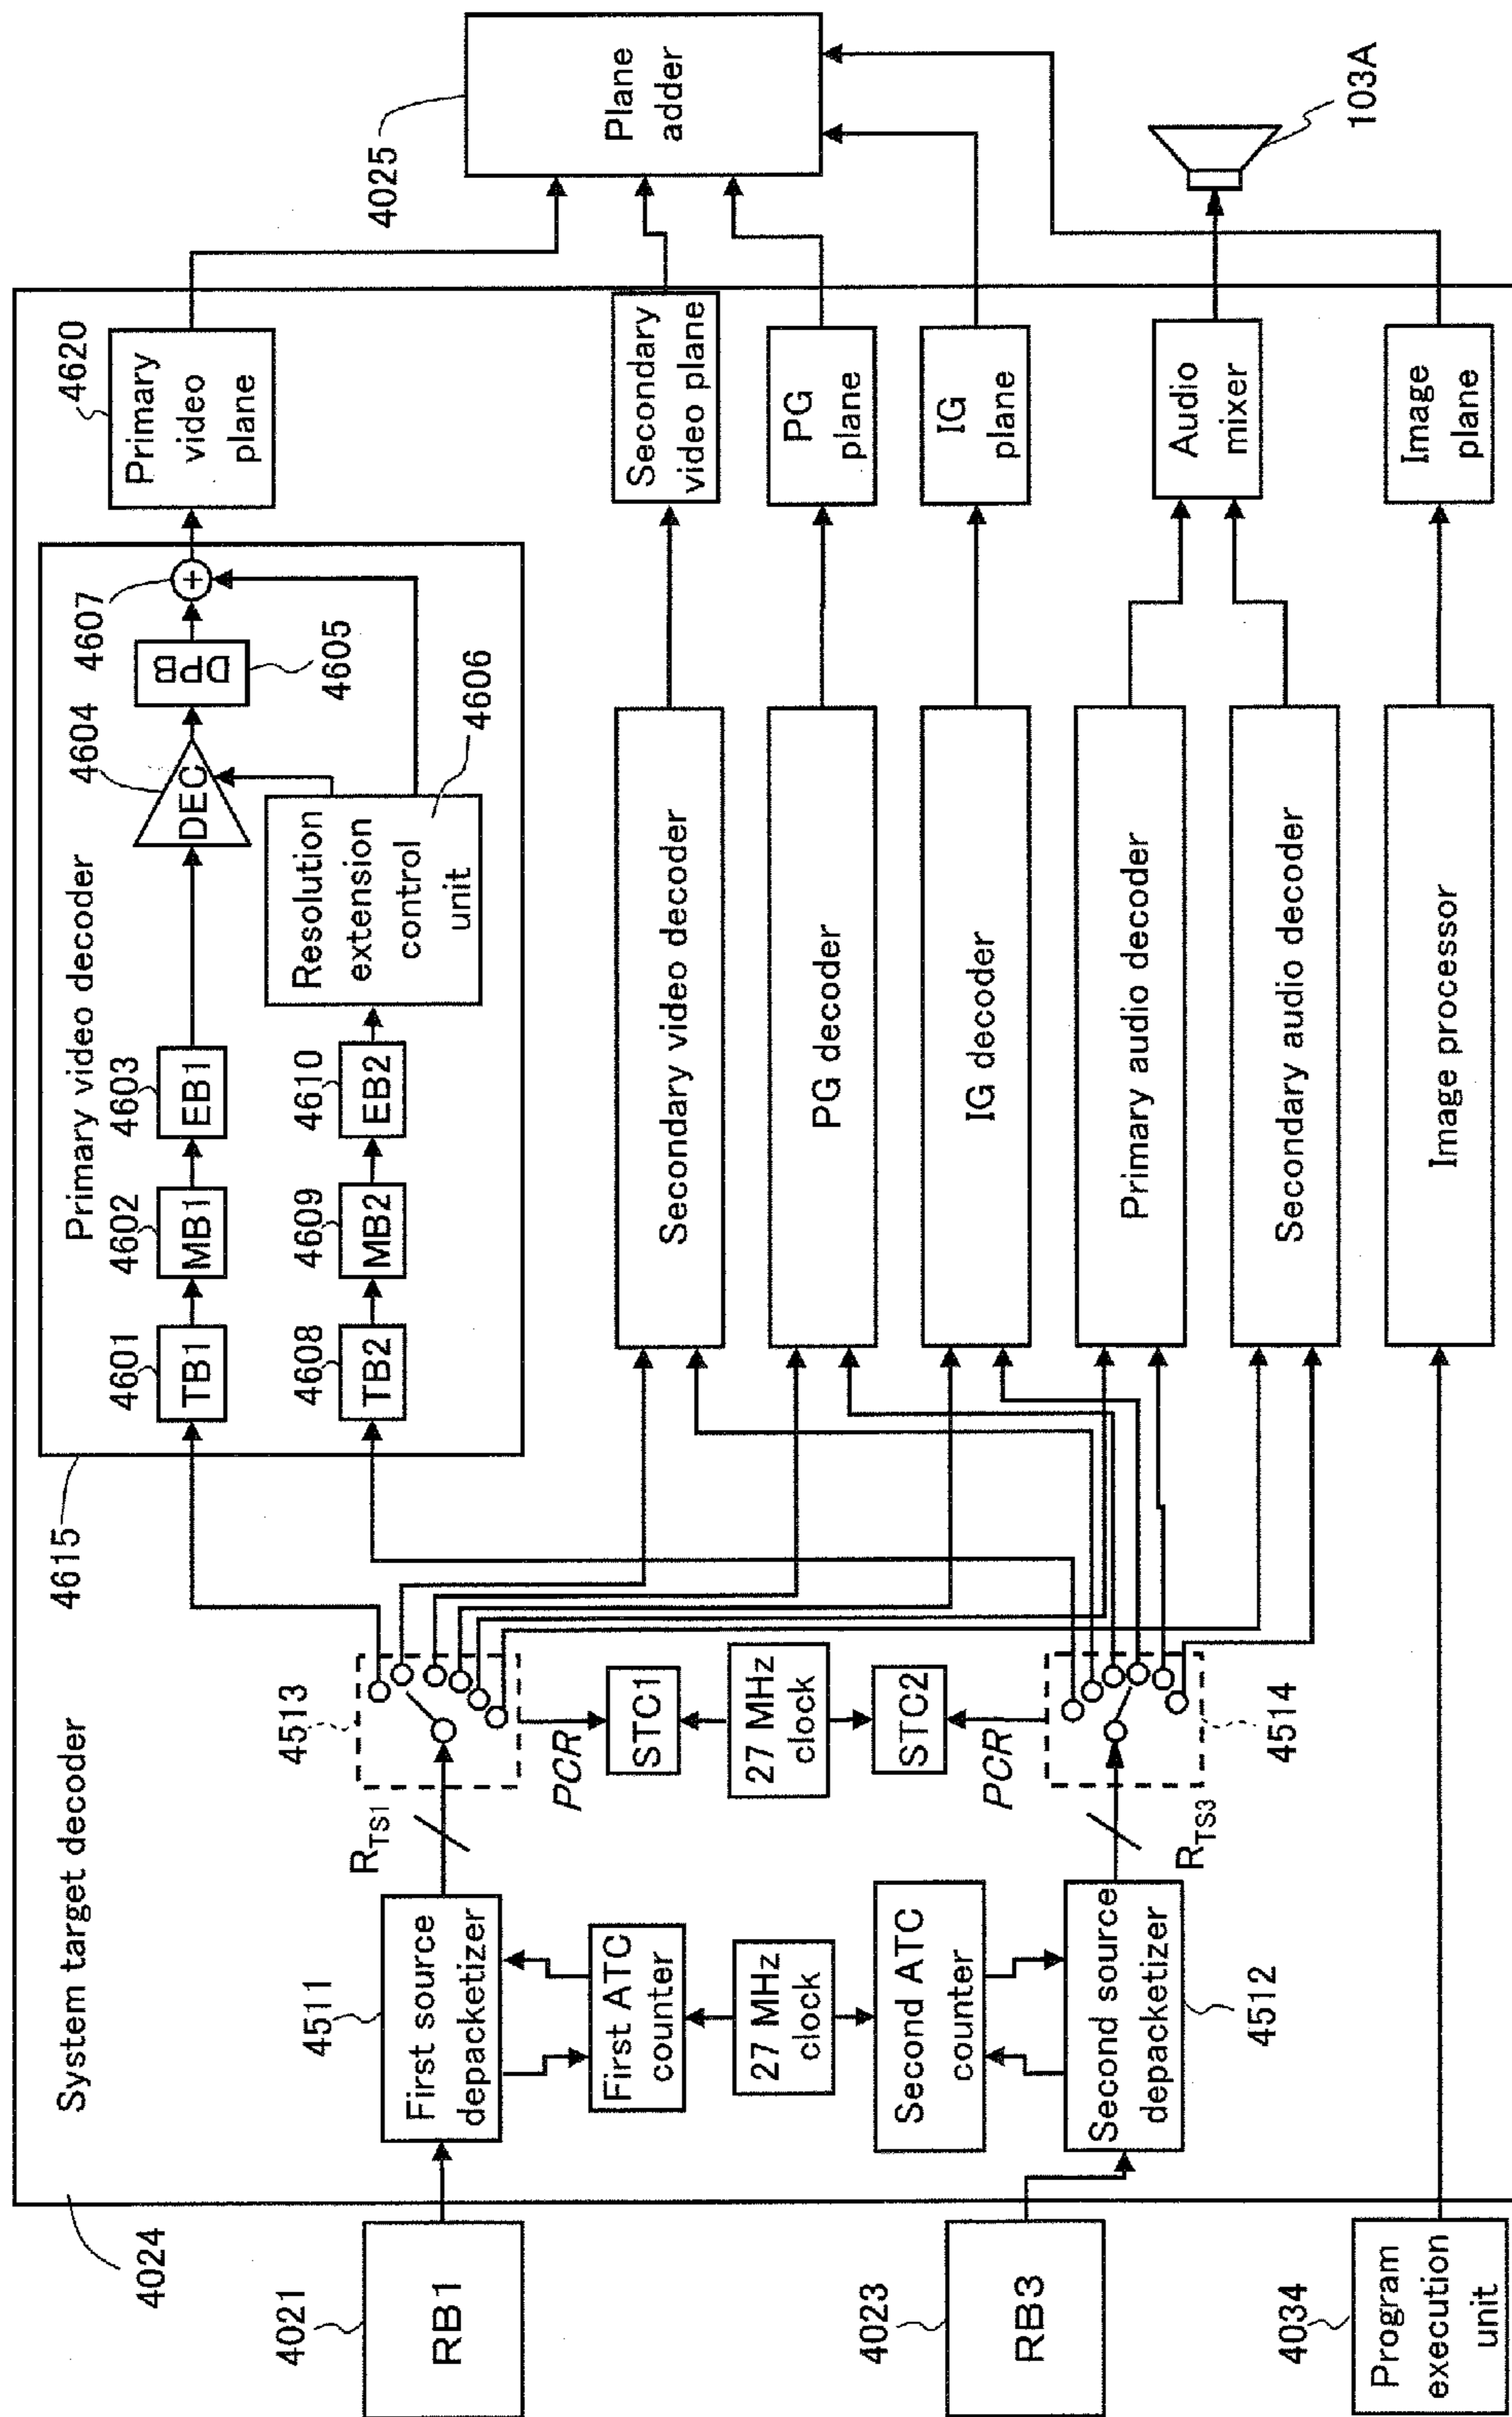 System target decoder
4024
4021
RB1
4023
RB3
4034
Program
execution
unit
4511
First source
depacketizer
First ATC
counter
27 MHz
clock
Second ATC
counter
Second source
depacketizer
4512
RTS1
RTS3
4513
PCR
STC1
27 MHz
clock
STC2
PCR
4514
4615
Primary video decoder
4601
TB1
4602
MB1
4603
EB1
4604
DEC
4605
DPB
4607
+
4608
TB2
4609
MB2
4610
EB2
Resolution
extension
control
unit
4606
4620
Primary
video
plane
Secondary video decoder
Secondary
video plane
PG decoder
PG
plane
IG decoder
IG
plane
Primary audio decoder
Secondary audio decoder
Audio
mixer
Image processor
Image
plane
4025
Plane
adder
103A